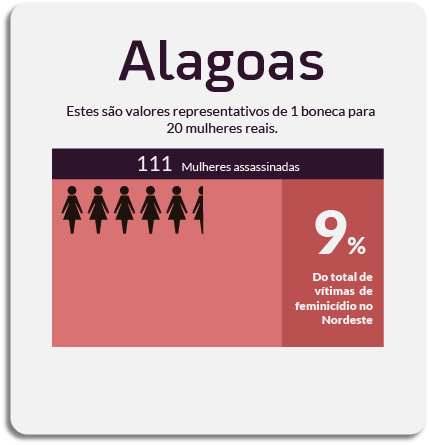 Alagoas
Estes são valores representativos de 1 boneca para
20 mulheres reais.
111 Mulheres assassinadas
9%
Do total de
vítimas de
feminicídio no
Nordeste